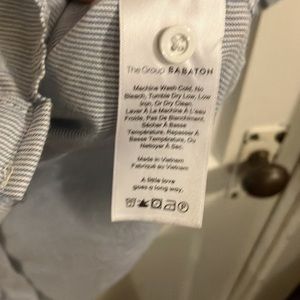 The Group BABATON
Machine Wash Cold, No
Bleach, Tumble Dry Low, Low
Iron, Or Dry Clean.
Laver À La Machine À L'eau
Froide, Pas De Blanchiment,
Sécher À Basse
Température, Repasser À
Basse Température, Ou
Nettoyer À Sec.
Made in Vietnam
Fabriqué au Vietnam
A little love
goes a long way.